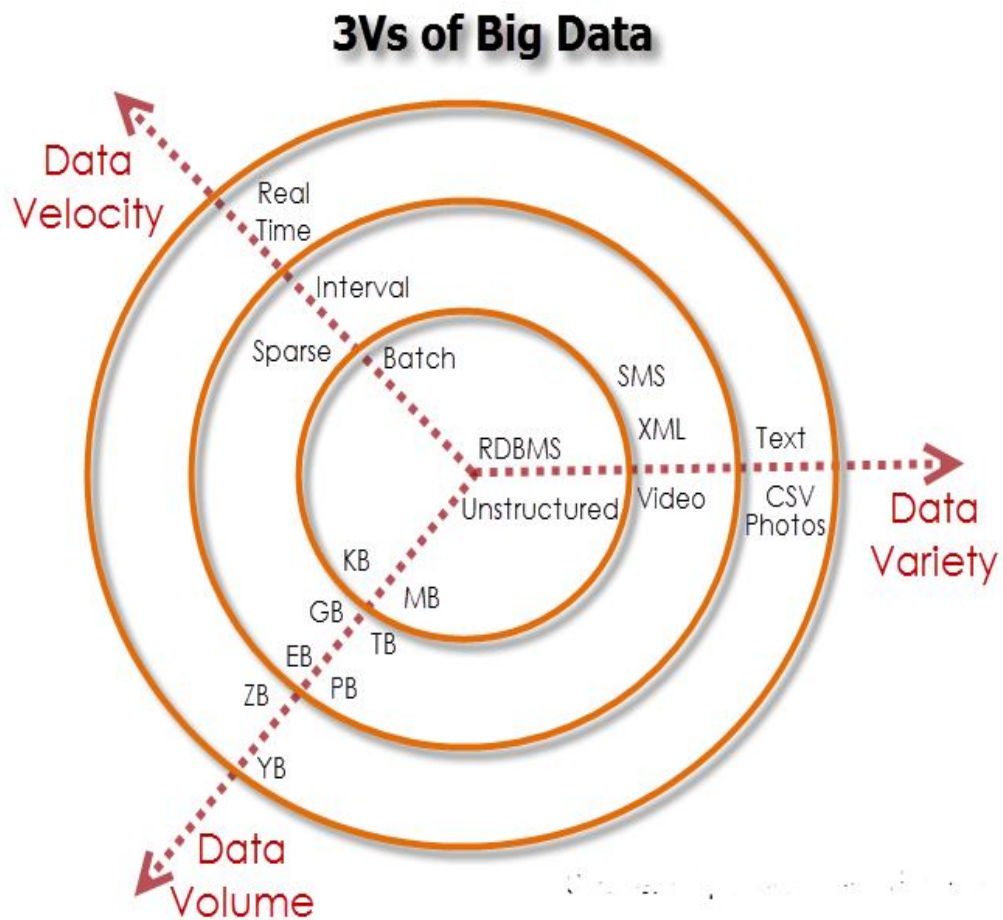 3Vs of Big Data
Data
Velocity
Real
Time
Interval
Sparse
Batch
SMS
XML
Text
RDBMS
Unstructured
Video
CSV
Photos
Data
Variety
KB
MB
GB
TB
EB
PB
ZB
YB
Data
Volume